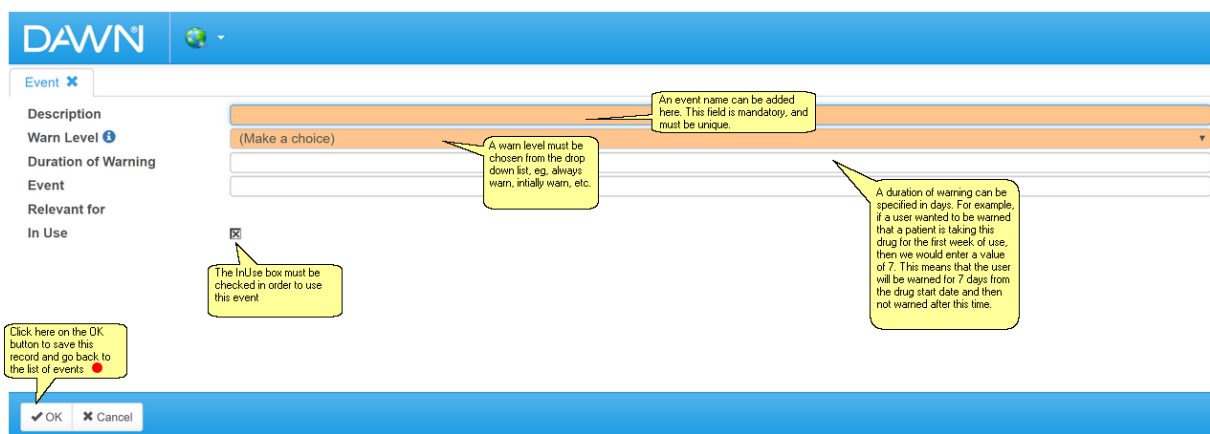 DAWN®
Event ✖
Description
An event name can be added
here. This field is mandatory, and
must be unique.
Warn Level
(Make a choice)
A warn level must be
chosen from the drop
down list, eg, always
warn, intially warn, etc.
Duration of Warning
Event
A duration of warning can be
specified in days. For example,
if a user wanted to be warned
that a patient is taking this
drug for the first week of use,
then we would enter a value
of 7. This means that the user
will be warned for 7 days from
the drug start date and then
not warned after this time.
Relevant for
In Use
The InUse box must be
checked in order to use
this event
Click here on the OK
button to save this
record and go back to
the list of events
✔ OK
✖ Cancel